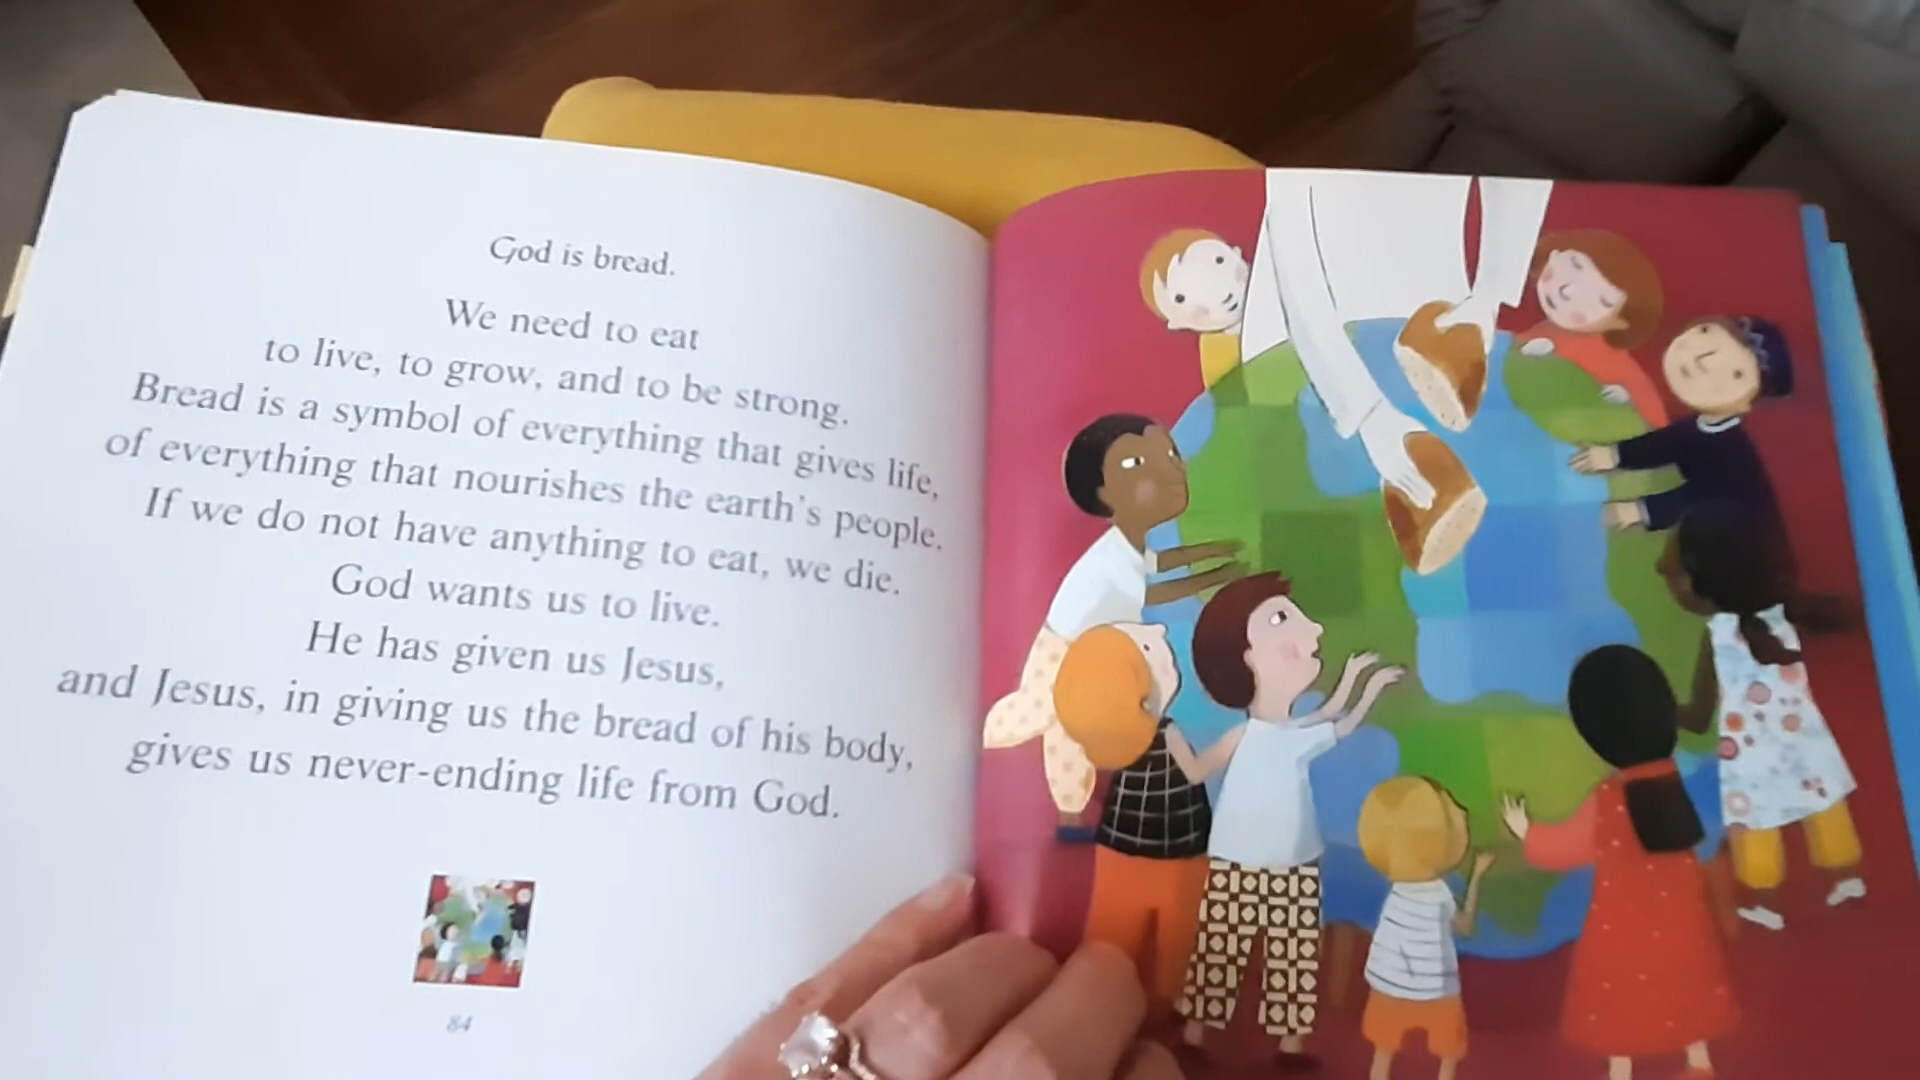 God is bread.
We need to eat
to live, to grow, and to be strong.
Bread is a symbol of everything that gives life,
of everything that nourishes the earth's people.
If we do not have anything to eat, we die.
God wants us to live.
He has given us Jesus,
and Jesus, in giving us the bread of his body,
gives us never-ending life from God.
84